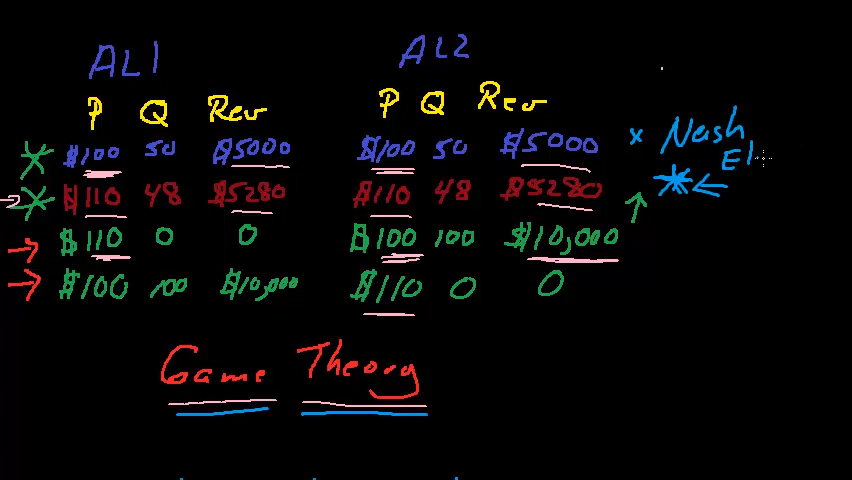 AL1 AL2
P Q Rev P Q Rev
$100 50 $5000 $100 50 $5000 x Nash
$110 48 $5280 $110 48 $5280 El
$110 0 0 $100 100 $10,000
$100 100 $10,000 $110 0 0
Game Theory